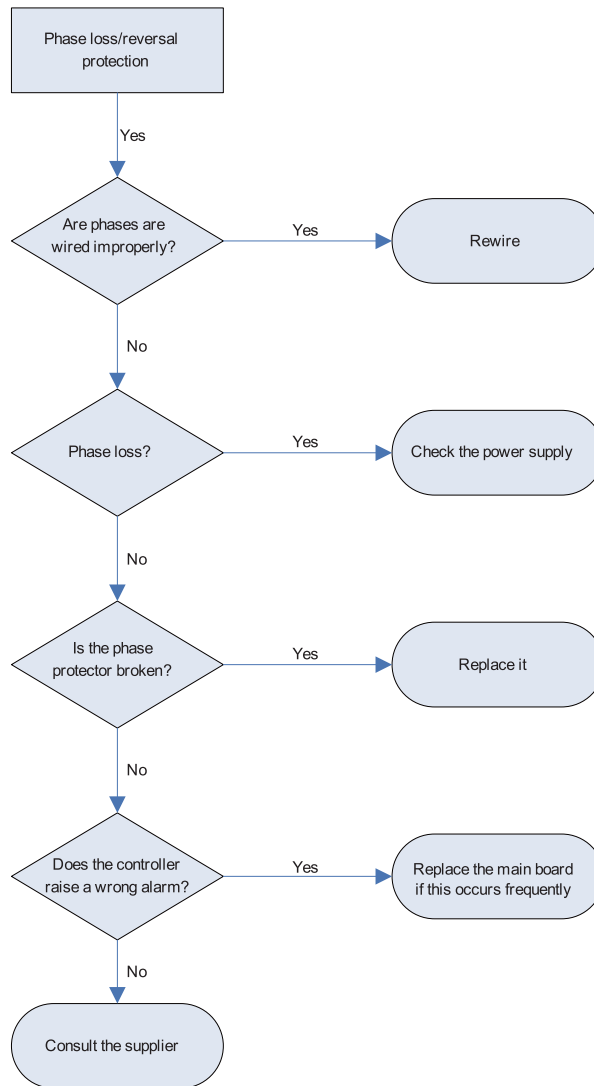 Phase loss/reversal
protection
Yes
Are phases are
wired improperly?
Yes
Rewire
No
Phase loss?
Yes
Check the power supply
No
Is the phase
protector broken?
Yes
Replace it
No
Does the controller
raise a wrong alarm?
Yes
Replace the main board
if this occurs frequently
No
Consult the supplier